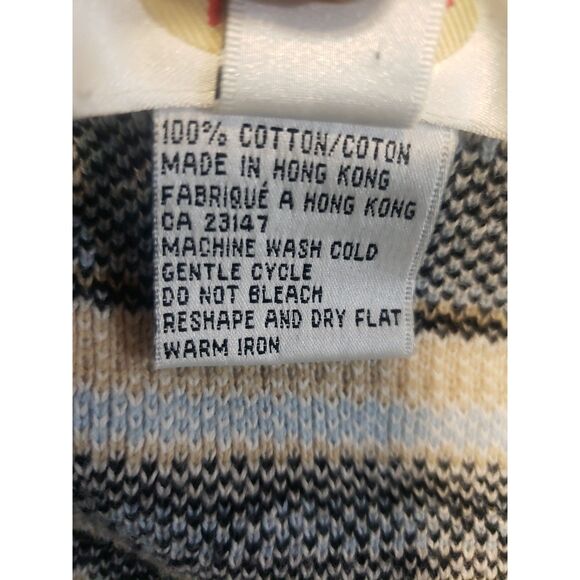 100% COTTON/COTON
MADE IN HONG KONG
FABRIQUÉ A HONG KONG
CA 23147
MACHINE WASH COLD
GENTLE CYCLE
DO NOT BLEACH
RESHAPE AND DRY FLAT
WARM IRON